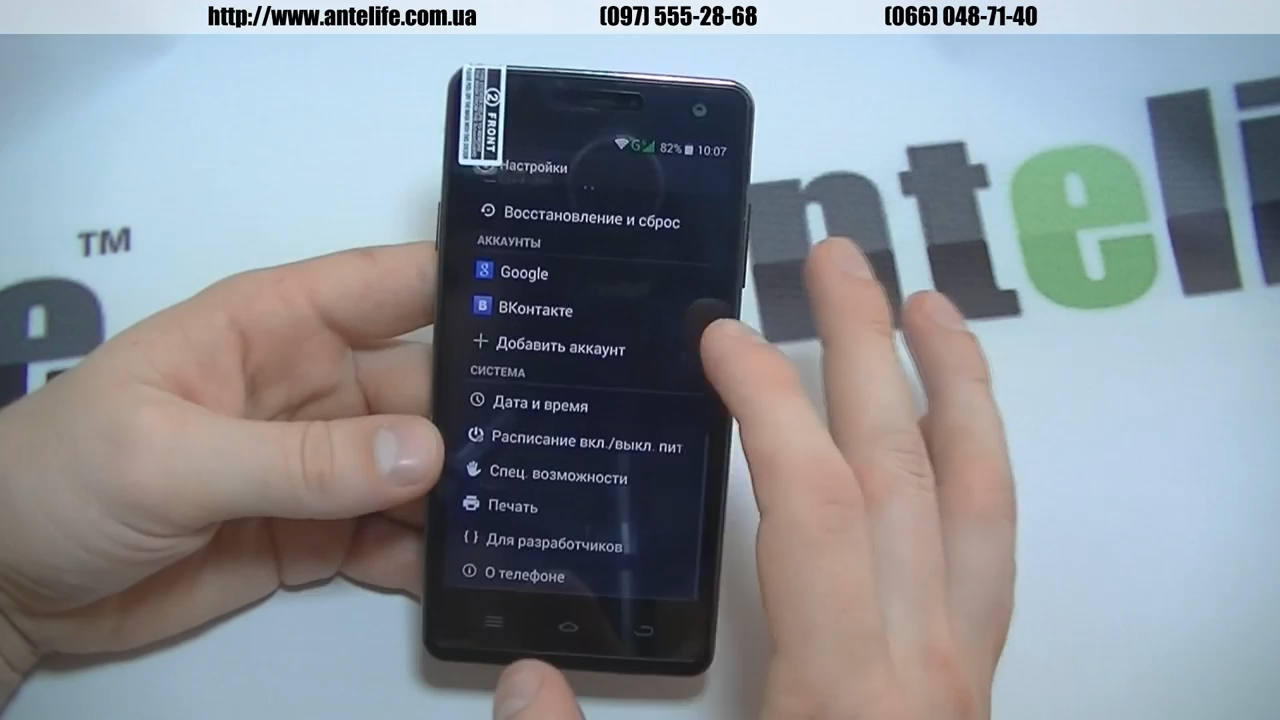 http://www.antelife.com.ua (097) 555-28-68 (066) 048-71-40
(2) FRONT
G 82% 10:07
Настройки
Восстановление и сброс
АККАУНТЫ
Google
ВКонтакте
Добавить аккаунт
СИСТЕМА
Дата и время
Расписание вкл./выкл. пит
Спец. возможности
Печать
Для разработчиков
О телефоне
TM
e
anteli